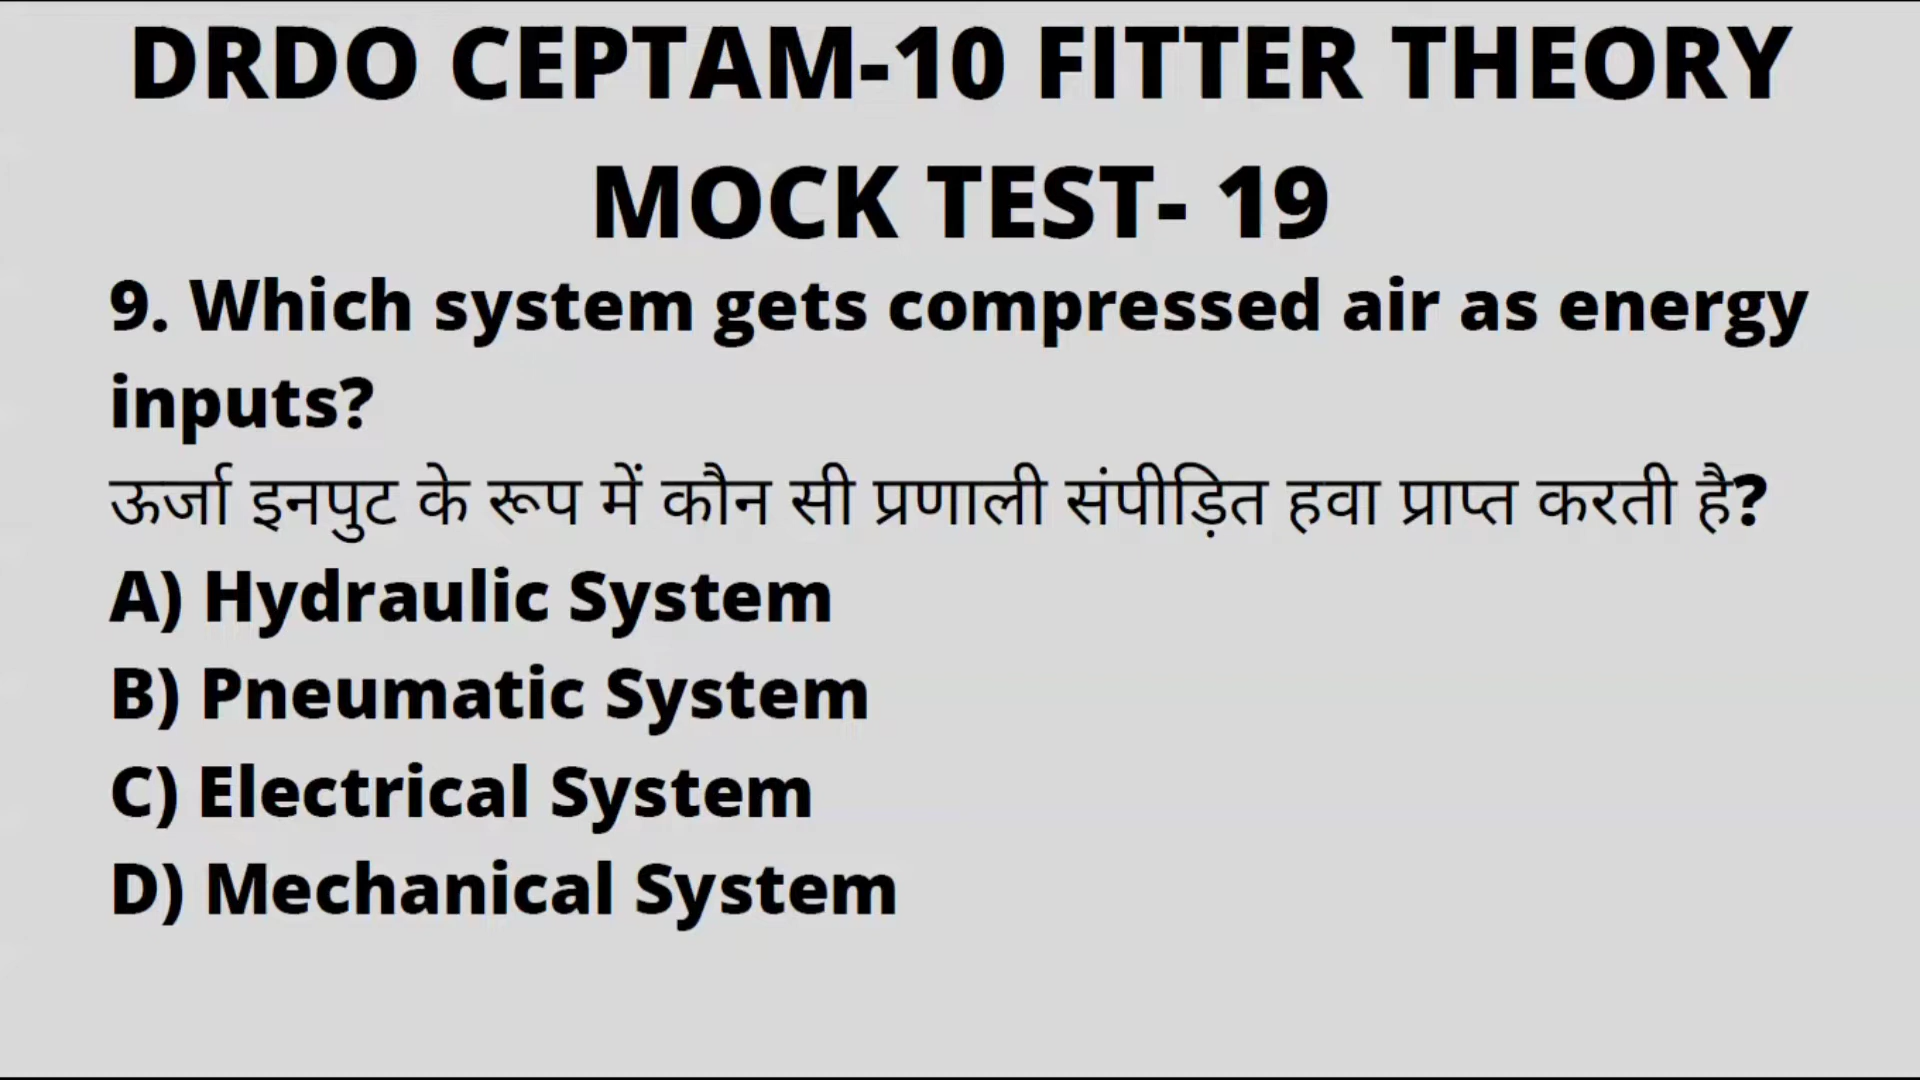 DRDO CEPTAM-10 FITTER THEORY
MOCK TEST- 19
9. Which system gets compressed air as energy
inputs?
ऊर्जा इनपुट के रूप में कौन सी प्रणाली संपीड़ित हवा प्राप्त करती है?
A) Hydraulic System
B) Pneumatic System
C) Electrical System
D) Mechanical System